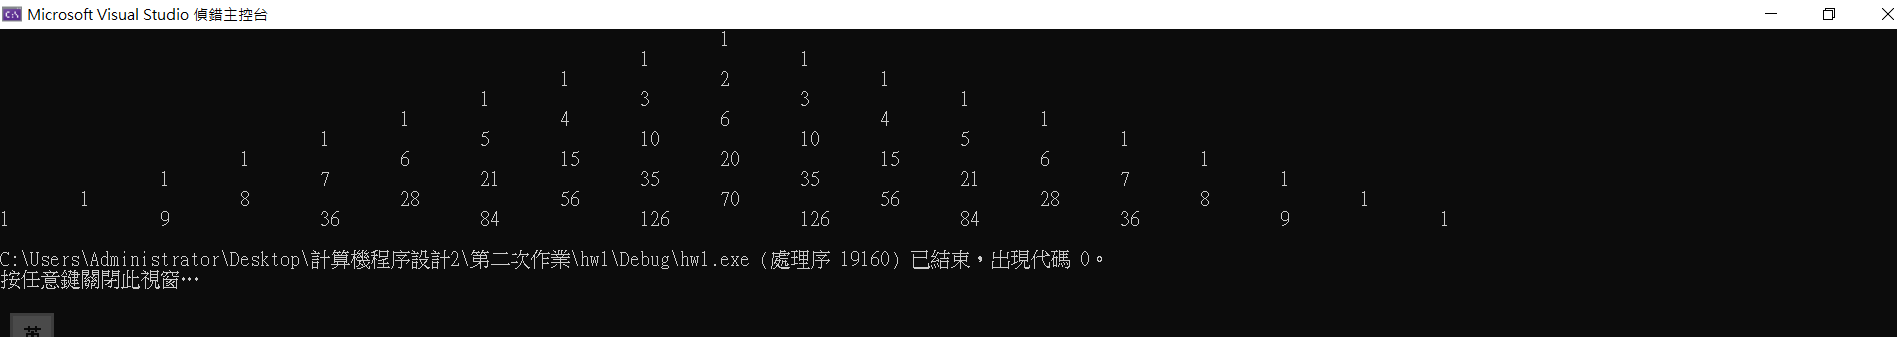 C:\ Microsoft Visual Studio 偵錯主控台
1
1 1
1 2 1
1 3 3 1
1 4 6 4 1
1 5 10 10 5 1
1 6 15 20 15 6 1
1 7 21 35 35 21 7 1
1 8 28 56 70 56 28 8 1
1 9 36 84 126 126 84 36 9 1
C:\Users\Administrator\Desktop\計算機程序設計2\第二次作業\hw1\Debug\hw1.exe (處理序 19160) 已結束，出現代碼 0。
按任意鍵關閉此視窗…
英